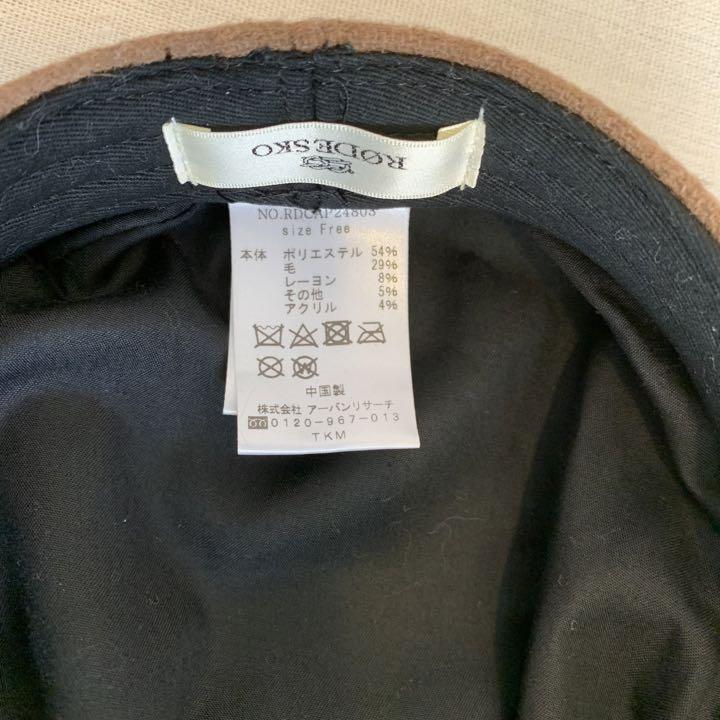 RØDESKO
NO.RDCAP24803
size Free
本体 ポリエステル 54%
毛 29%
レーヨン 8%
その他 5%
アクリル 4%
中国製
株式会社 アーバンリサーチ
0120-967-013
TKM